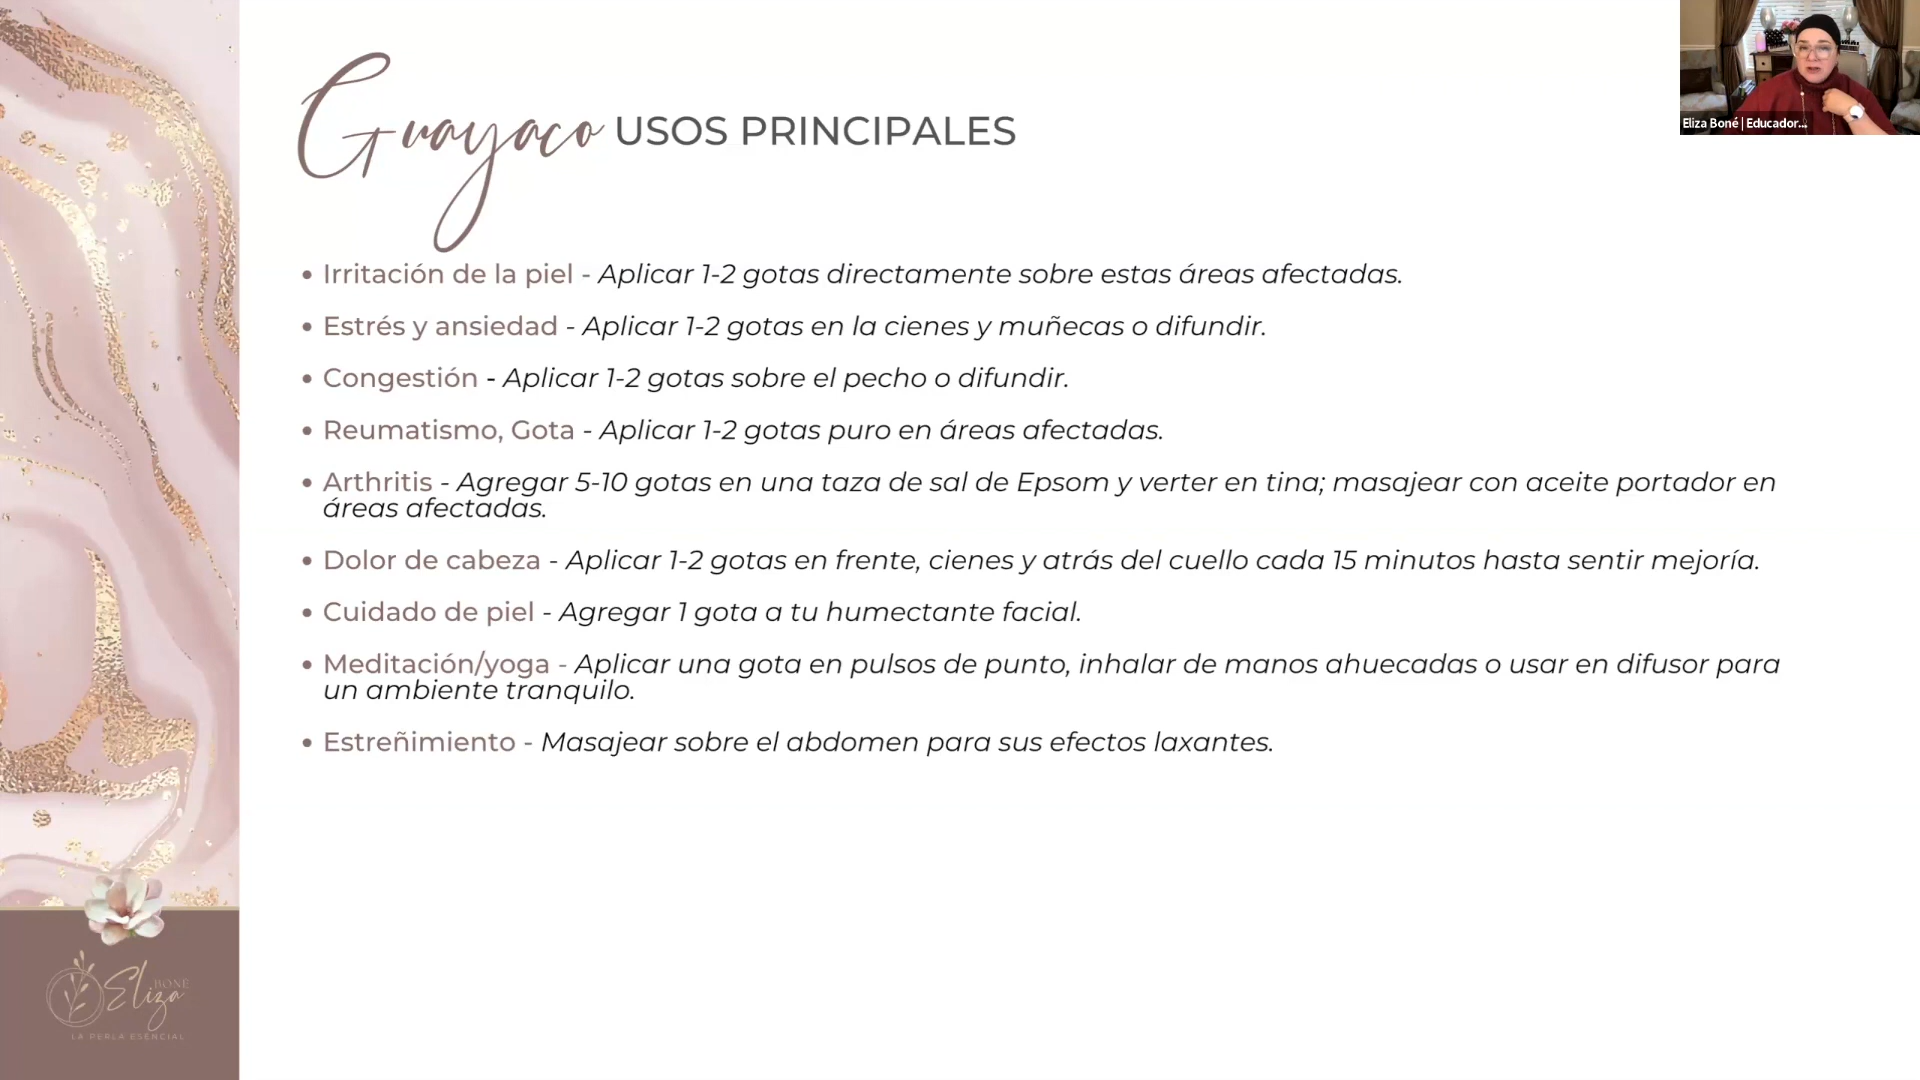 Guayaco USOS PRINCIPALES
Eliza Boné | Educador...
• Irritación de la piel - Aplicar 1-2 gotas directamente sobre estas áreas afectadas.
• Estrés y ansiedad - Aplicar 1-2 gotas en la cienes y muñecas o difundir.
• Congestión - Aplicar 1-2 gotas sobre el pecho o difundir.
• Reumatismo, Gota - Aplicar 1-2 gotas puro en áreas afectadas.
• Arthritis - Agregar 5-10 gotas en una taza de sal de Epsom y verter en tina; masajear con aceite portador en
áreas afectadas.
• Dolor de cabeza - Aplicar 1-2 gotas en frente, cienes y atrás del cuello cada 15 minutos hasta sentir mejoría.
• Cuidado de piel - Agregar 1 gota a tu humectante facial.
• Meditación/yoga - Aplicar una gota en pulsos de punto, inhalar de manos ahuecadas o usar en difusor para
un ambiente tranquilo.
• Estreñimiento - Masajear sobre el abdomen para sus efectos laxantes.
Eliza BONÉ
LA PERLA ESENCIAL